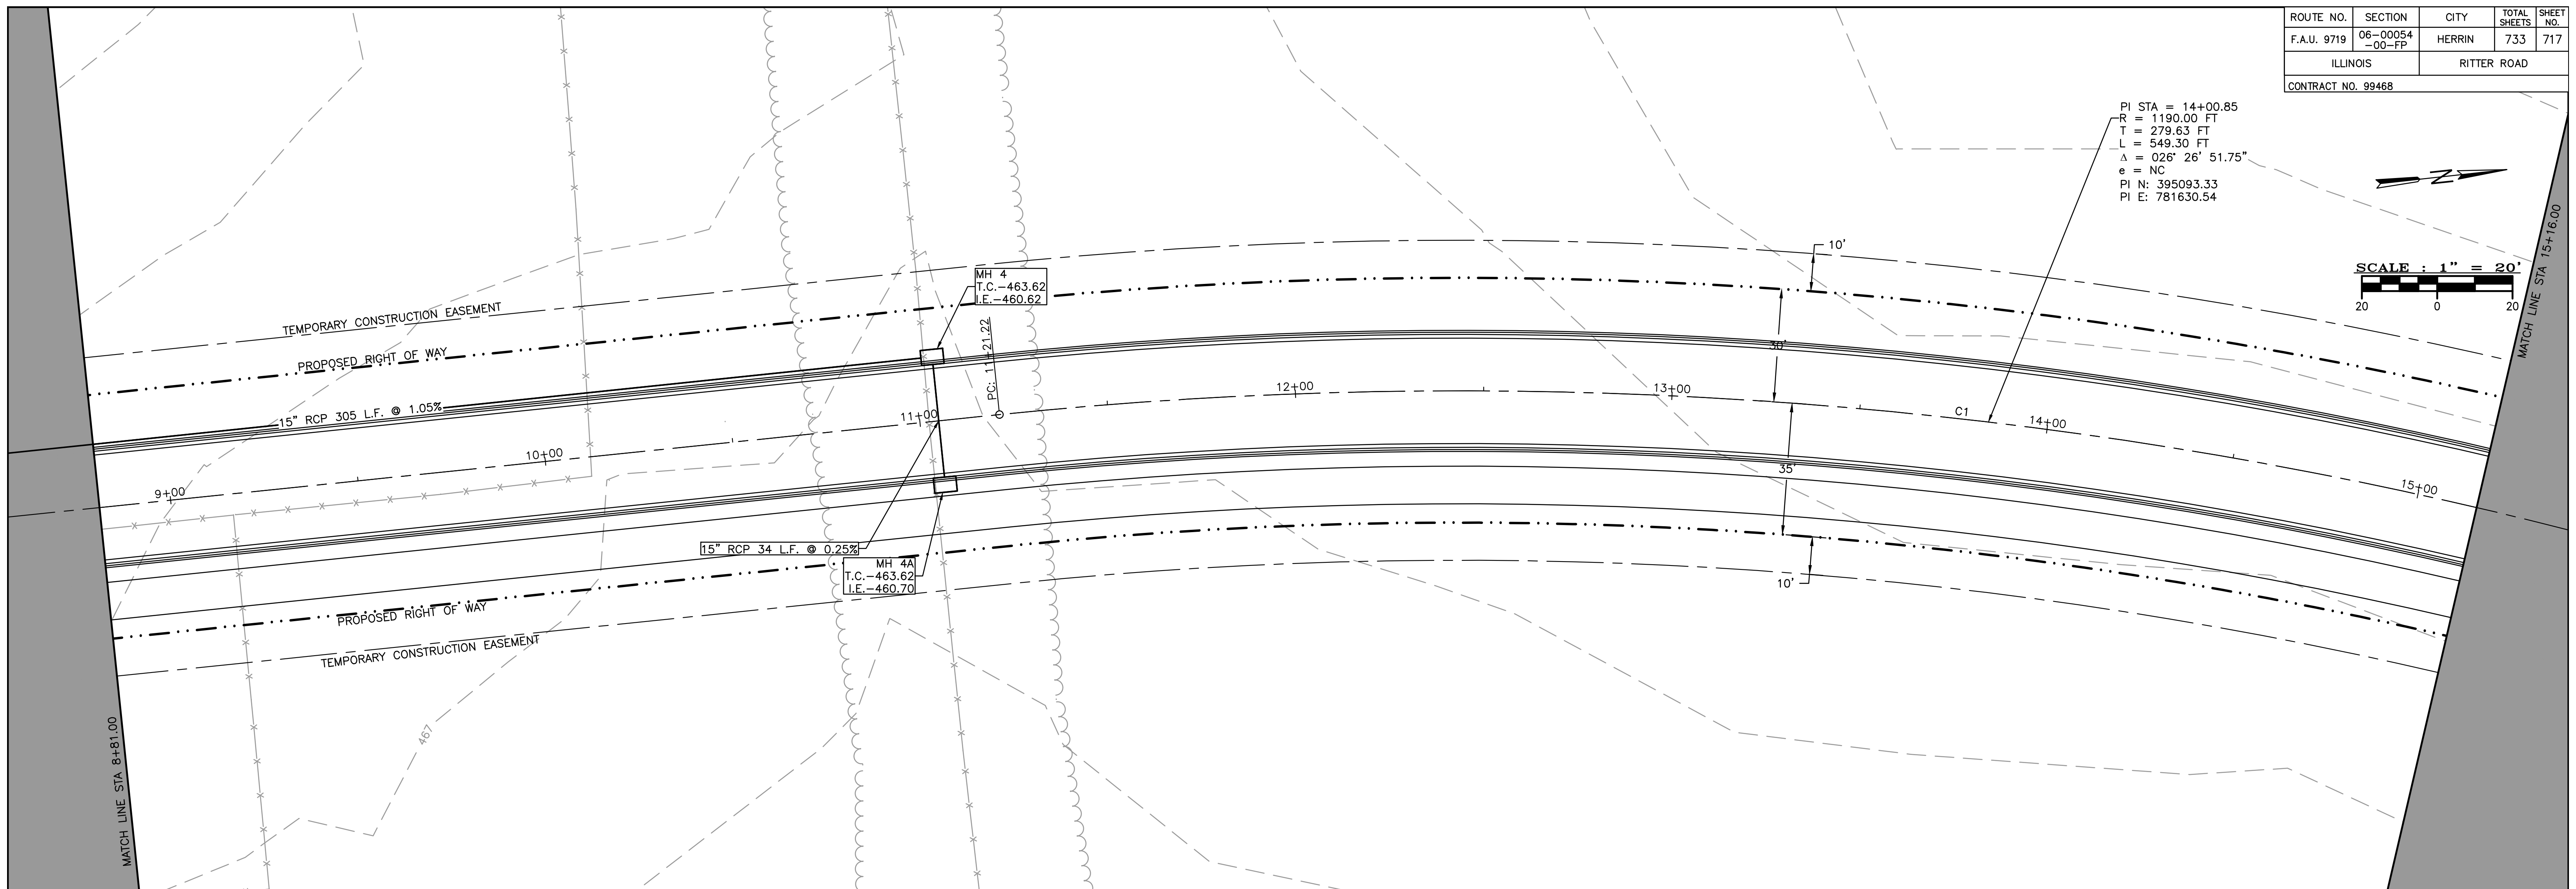 ROUTE NO. SECTION CITY TOTAL SHEETS SHEET NO.
F.A.U. 9719 06-00054 -00-FP HERRIN 733 717
ILLINOIS RITTER ROAD
CONTRACT NO. 99468
PI STA = 14+00.85
R = 1190.00 FT
T = 279.63 FT
L = 549.30 FT
Δ = 026° 26' 51.75"
e = NC
PI N: 395093.33
PI E: 781630.54
N
SCALE : 1" = 20'
20 0 20
MATCH LINE STA 15+16.00
10'
MH 4
T.C.-463.62
I.E.-460.62
TEMPORARY CONSTRUCTION EASEMENT
PROPOSED RIGHT OF WAY
PC: 11+21.22
30'
15" RCP 305 L.F. @ 1.05%
9+00
10+00
11+00
12+00
13+00
C1
14+00
15+00
35'
15" RCP 34 L.F. @ 0.25%
MH 4A
T.C.-463.62
I.E.-460.70
10'
PROPOSED RIGHT OF WAY
TEMPORARY CONSTRUCTION EASEMENT
467
MATCH LINE STA 8+81.00